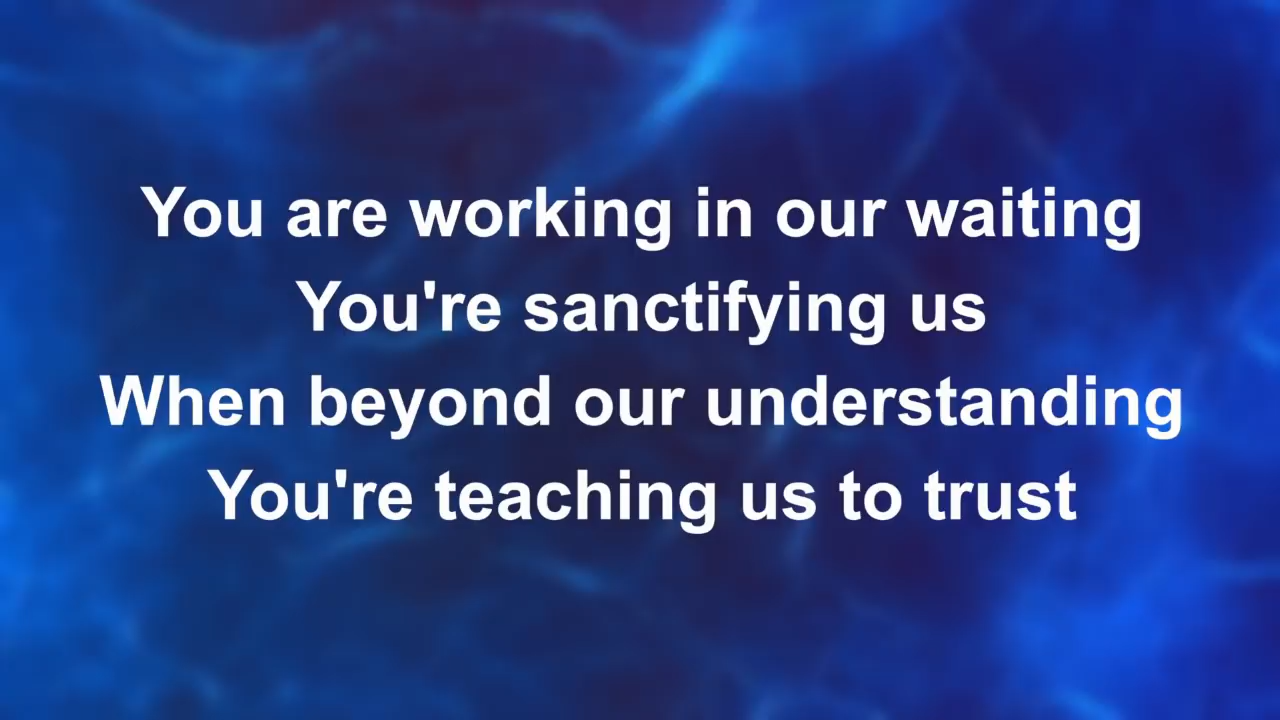 You are working in our waiting
You're sanctifying us
When beyond our understanding
You're teaching us to trust